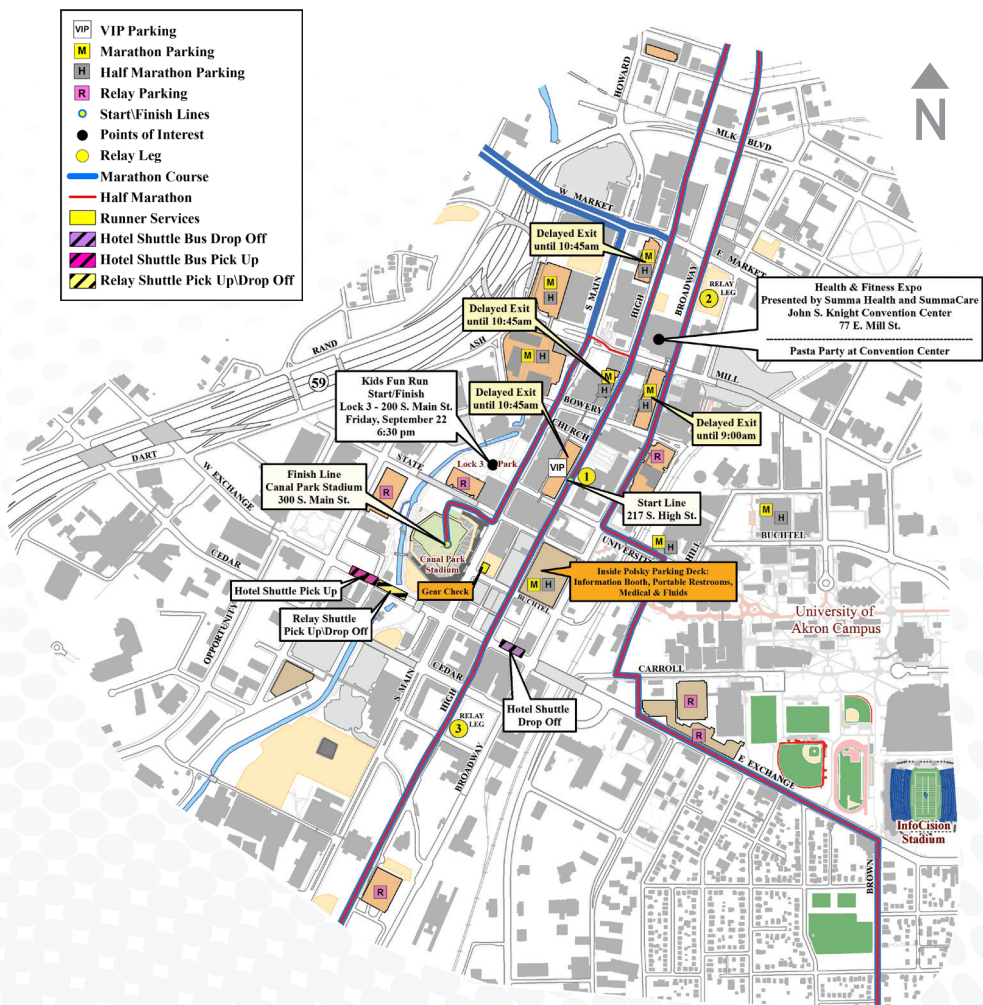 VIP VIP Parking
M Marathon Parking
H Half Marathon Parking
R Relay Parking
Start\Finish Lines
Points of Interest
Relay Leg
Marathon Course
Half Marathon
Runner Services
Hotel Shuttle Bus Drop Off
Hotel Shuttle Bus Pick Up
Relay Shuttle Pick Up\Drop Off
N
HOWARD
MLK BLVD
W MARKET
Delayed Exit
until 10:45am
M
H
E MARKET
BROADWAY
HIGH
S MAIN
M
H
2
RELAY
LEG
Health & Fitness Expo
Presented by Summa Health and SummaCare
John S. Knight Convention Center
77 E. Mill St.
Pasta Party at Convention Center
Delayed Exit
until 10:45am
RAND
ASH
M H
59
MILL
M
H
M
H
Kids Fun Run
Start/Finish
Lock 3 - 200 S. Main St.
Friday, September 22
6:30 pm
Delayed Exit
until 10:45am
BOWERY
CHURCH
Delayed Exit
until 9:00am
DART
W EXCHANGE
STATE
Lock 3 Park
VIP
R
1
R
R
Finish Line
Canal Park Stadium
300 S. Main St.
Start Line
217 S. High St.
M
H
BUCHTEL
CEDAR
Canal Park
Stadium
UNIVERSITY
HILL
M
H
Gear Check
M H
BUCHTEL
Inside Polsky Parking Deck:
Information Booth, Portable Restrooms,
Medical & Fluids
Hotel Shuttle Pick Up
Relay Shuttle
Pick Up\Drop Off
University of
Akron Campus
OPPORTUNITY
S MAIN
CEDAR
HIGH
CARROLL
Hotel Shuttle
Drop Off
R
R
RELAY
LEG
3
BROADWAY
E EXCHANGE
InfoCision
Stadium
BROWN
R